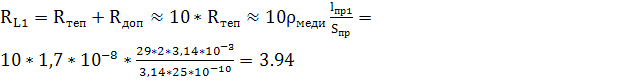 R_L1 = R_теп + R_доп ≈ 10 * R_теп ≈ 10ρ_меди l_пр1/S_пр =
10 * 1,7 * 10^−8 * (29*2*3,14*10^−3)/(3,14*25*10^−10) = 3.94